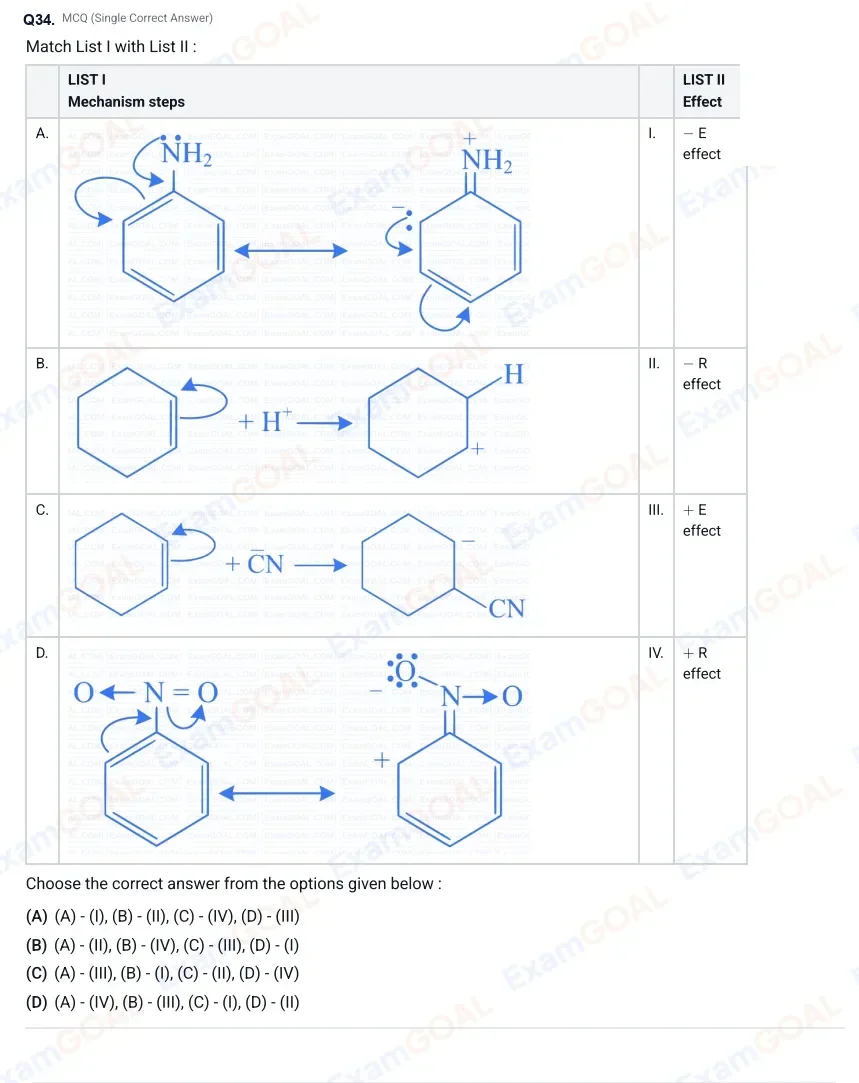 Q34. MCQ (Single Correct Answer)
Match List I with List II :
LIST I
Mechanism steps
LIST II
Effect
A.
N̈H₂
+
NH₂
−
I.
− E
effect
B.
+ H⁺
H
+
II.
− R
effect
C.
+ C̄N
−
CN
III.
+ E
effect
D.
O ← N = O
:Ö:
−
N → O
+
IV.
+ R
effect
Choose the correct answer from the options given below :
(A) (A) - (I), (B) - (II), (C) - (IV), (D) - (III)
(B) (A) - (II), (B) - (IV), (C) - (III), (D) - (I)
(C) (A) - (III), (B) - (I), (C) - (II), (D) - (IV)
(D) (A) - (IV), (B) - (III), (C) - (I), (D) - (II)
ExamGOAL